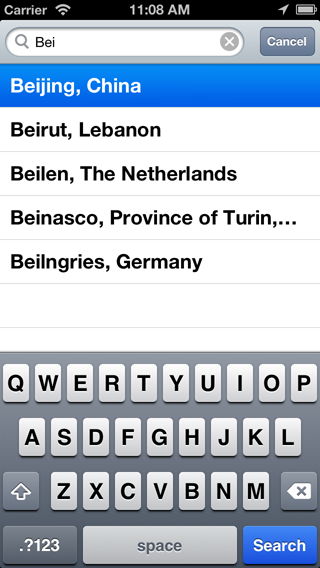 Carrier 11:08 AM
Bei Cancel
Beijing, China
Beirut, Lebanon
Beilen, The Netherlands
Beinasco, Province of Turin,...
Beilngries, Germany
Q W E R T Y U I O P
A S D F G H J K L
Z X C V B N M
.?123 space Search